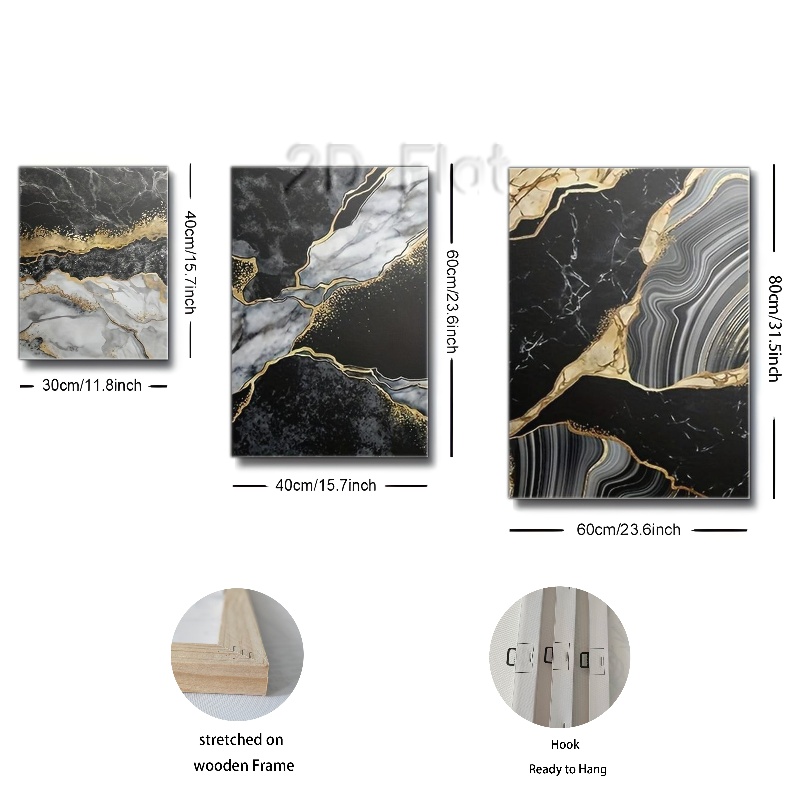 2D Flat
40cm/15.7inch
30cm/11.8inch
60cm/23.6inch
40cm/15.7inch
80cm/31.5inch
60cm/23.6inch
stretched on
wooden Frame
Hook
Ready to Hang